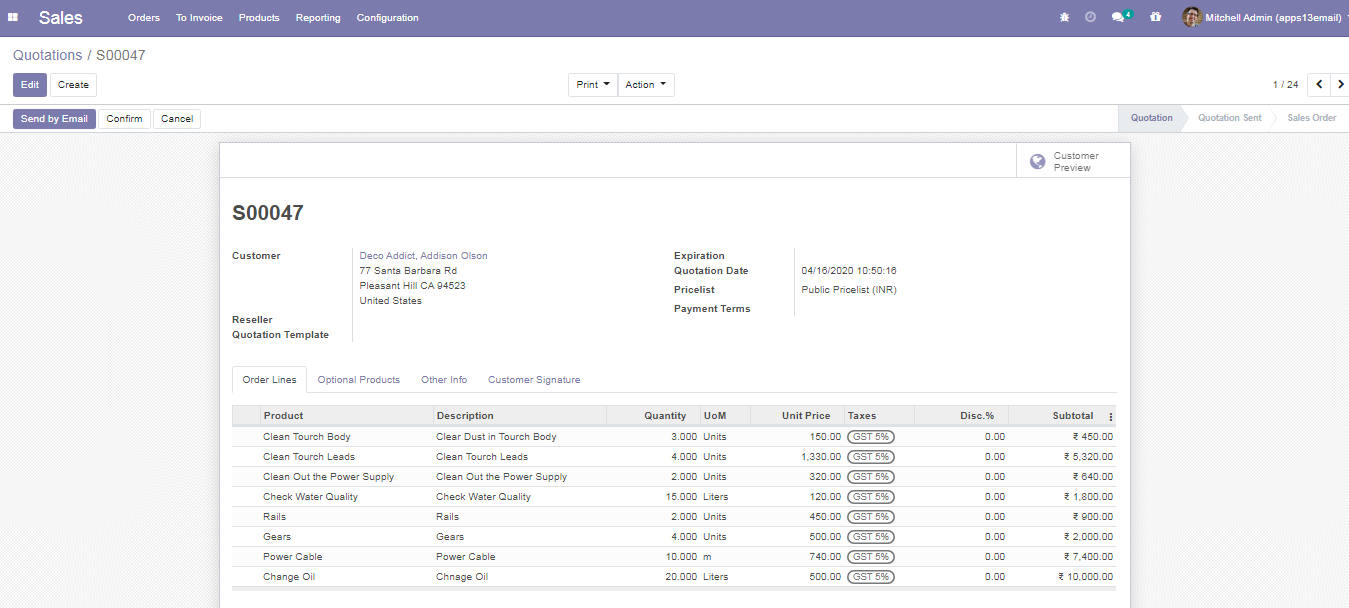 Sales Orders To Invoice Products Reporting Configuration 4 Mitchell Admin (apps13email)
Quotations / S00047
Edit Create Print Action 1 / 24
Send by Email Confirm Cancel Quotation Quotation Sent Sales Order
Customer
Preview
S00047
Customer Deco Addict, Addison Olson Expiration
77 Santa Barbara Rd Quotation Date 04/16/2020 10:50:16
Pleasant Hill CA 94523 Pricelist Public Pricelist (INR)
United States Payment Terms
Reseller
Quotation Template
Order Lines Optional Products Other Info Customer Signature
Product Description Quantity UoM Unit Price Taxes Disc.% Subtotal
Clean Tourch Body Clear Dust in Tourch Body 3.000 Units 150.00 GST 5% 0.00 ₹ 450.00
Clean Tourch Leads Clean Tourch Leads 4.000 Units 1,330.00 GST 5% 0.00 ₹ 5,320.00
Clean Out the Power Supply Clean Out the Power Supply 2.000 Units 320.00 GST 5% 0.00 ₹ 640.00
Check Water Quality Check Water Quality 15.000 Liters 120.00 GST 5% 0.00 ₹ 1,800.00
Rails Rails 2.000 Units 450.00 GST 5% 0.00 ₹ 900.00
Gears Gears 4.000 Units 500.00 GST 5% 0.00 ₹ 2,000.00
Power Cable Power Cable 10.000 m 740.00 GST 5% 0.00 ₹ 7,400.00
Change Oil Chnage Oil 20.000 Liters 500.00 GST 5% 0.00 ₹ 10,000.00